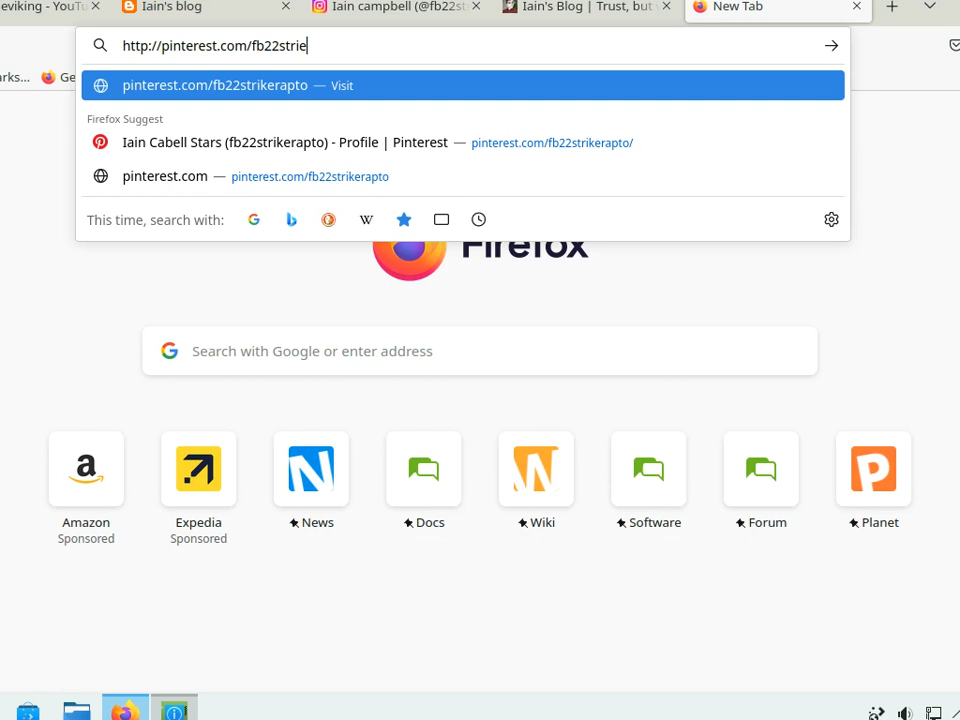 eviking - YouTu
Iain's blog
Iain campbell (@fb22st
Iain's Blog | Trust, but
New Tab
http://pinterest.com/fb22strie
arks...
Ge
pinterest.com/fb22strikerapto — Visit
Firefox Suggest
Iain Cabell Stars (fb22strikerapto) - Profile | Pinterest — pinterest.com/fb22strikerapto/
pinterest.com — pinterest.com/fb22strikerapto
This time, search with:
Firefox
Search with Google or enter address
Amazon
Sponsored
Expedia
Sponsored
News
Docs
Wiki
Software
Forum
Planet